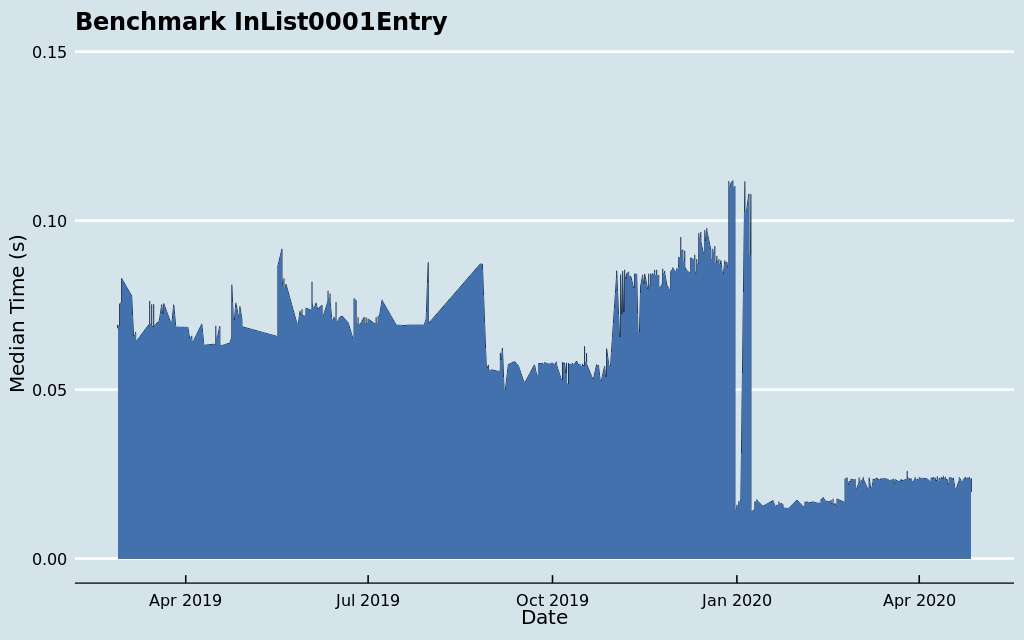 Benchmark InList0001Entry
0.15
0.10
0.05
0.00
Median Time (s)
Apr 2019
Jul 2019
Oct 2019
Jan 2020
Apr 2020
Date